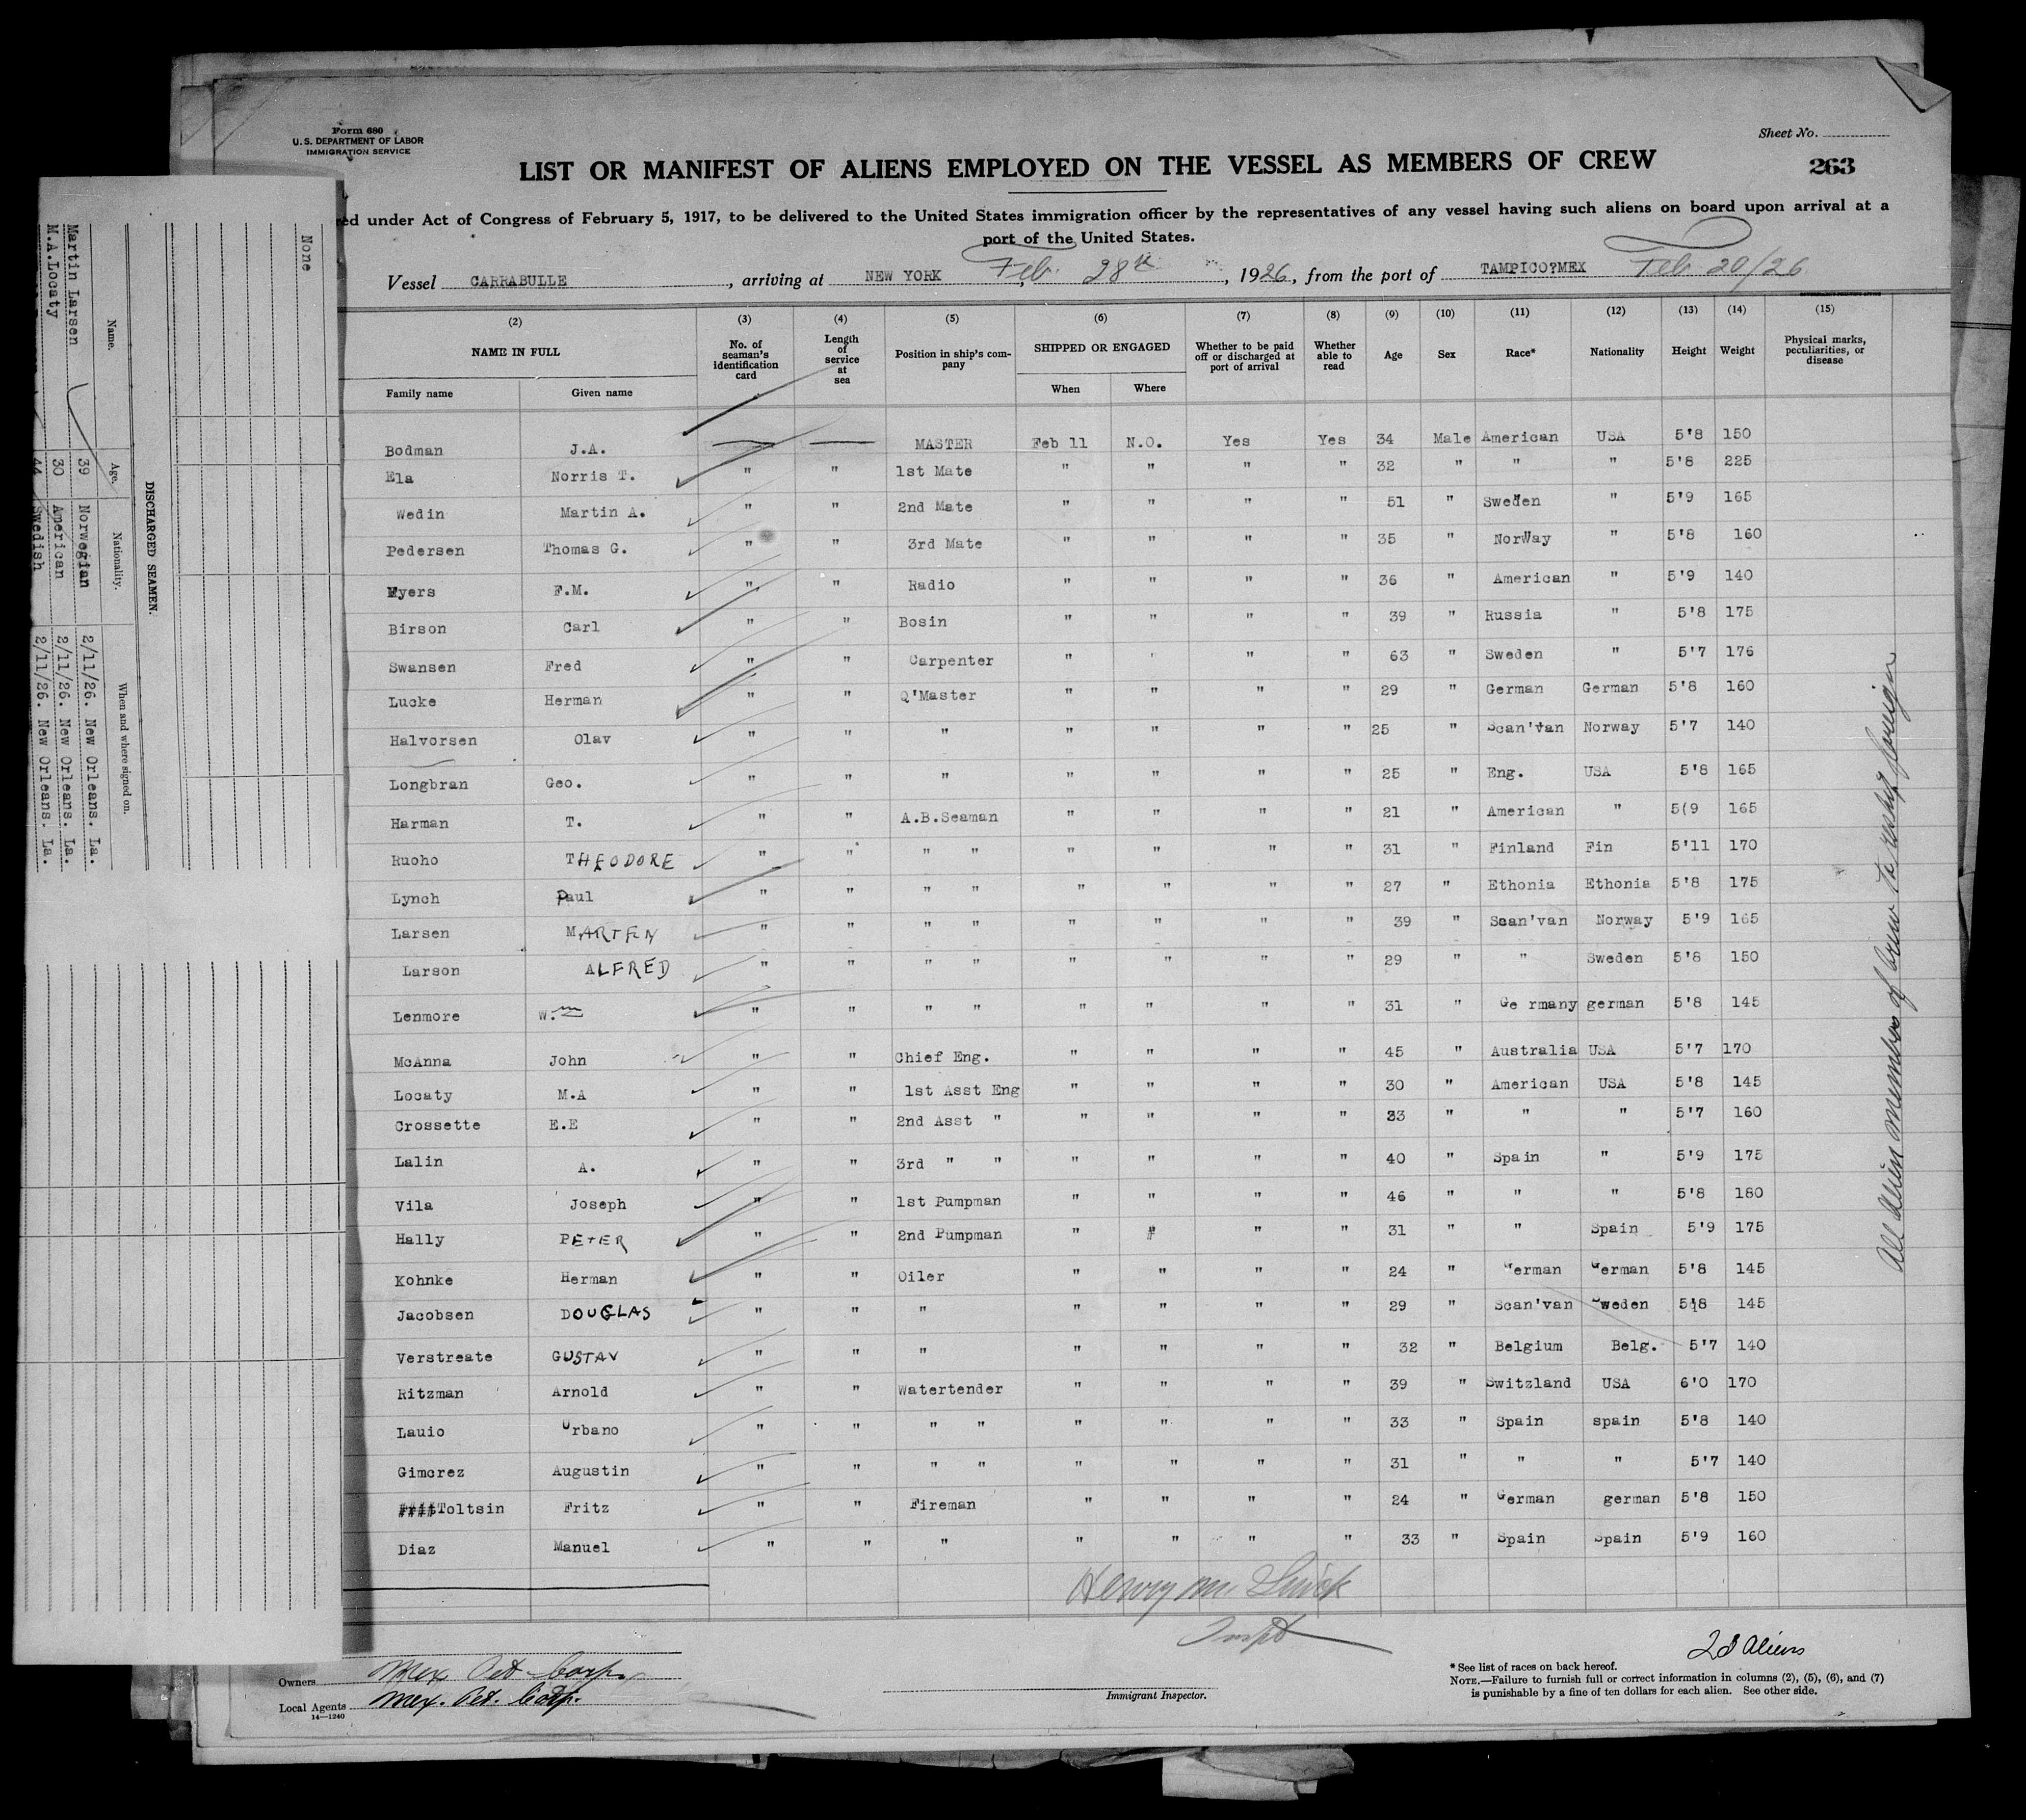 Form 680
U. S. DEPARTMENT OF LABOR
IMMIGRATION SERVICE
Sheet No.
LIST OR MANIFEST OF ALIENS EMPLOYED ON THE VESSEL AS MEMBERS OF CREW
263
ed under Act of Congress of February 5, 1917, to be delivered to the United States immigration officer by the representatives of any vessel having such aliens on board upon arrival at a
port of the United States.
Vessel CARRABULLE, arriving at NEW YORK Feb. 28th, 1926, from the port of TAMPICO?MEX Feb 20/26
(2) (3) (4) (5) (6) (7) (8) (9) (10) (11) (12) (13) (14) (15)
NAME IN FULL No. of seaman's identification card Length of service at sea Position in ship's company SHIPPED OR ENGAGED Whether to be paid off or discharged at port of arrival Whether able to read Age Sex Race* Nationality Height Weight Physical marks, peculiarities, or disease
Family name Given name When Where
Bodman J.A. MASTER Feb 11 N.O. Yes Yes 34 Male American USA 5'8 150
Ela Norris T. " " 1st Mate " " " " 32 " " " 5'8 225
Wedin Martin A. " " 2nd Mate " " " " 51 " Sweden " 5'9 165
Pedersen Thomas G. " " 3rd Mate " " " " 35 " Norway " 5'8 160
Myers F.M. " " Radio " " " " 36 " American " 5'9 140
Birson Carl " " Bosin " " " " 39 " Russia " 5'8 175
Swansen Fred " " Carpenter " " " " 63 " Sweden " 5'7 176
Lucke Herman " " Q'Master " " " " 29 " German German 5'8 160
Halvorsen Olav " " " " " " " 25 " Scan'van Norway 5'7 140
Longbran Geo. " " " " " " " 25 " Eng. USA 5'8 165
Harman T. " " A.B.Seaman " " " " 21 " American " 5(9 165
Ruoho THEODORE " " " " " " " " 31 " Finland Fin 5'11 170
Lynch Paul " " " " " " " " 27 " Ethonia Ethonia 5'8 175
Larsen MARTEN " " " " " " " " 39 " Scan'van Norway 5'9 165
Larson ALFRED " " " " " " " " 29 " " Sweden 5'8 150
Lenmore Wm " " " " " " " " 31 " Ge rmany german 5'8 145
McAnna John " " Chief Eng. " " " " 45 " Australia USA 5'7 170
Locaty M.A " " 1st Asst Eng " " " " 30 " American USA 5'8 145
Crossette E.E " " 2nd Asst " " " " " 33 " " " 5'7 160
Lalin A. " " 3rd " " " " " " 40 " Spain " 5'9 175
Vila Joseph " " 1st Pumpman " " " " 46 " " " 5'8 180
Hally PETER " " 2nd Pumpman " # " " 31 " " Spain 5'9 175
Kohnke Herman " " Oiler " " " " 24 " German German 5'8 145
Jacobsen DOUGLAS " " " " " " " 29 " Scan'van Sweden 5'8 145
Verstreate GUSTAV " " " " " " " 32 " Belgium Belg. 5'7 140
Ritzman Arnold " " Watertender " " " " 39 " Switzland USA 6'0 170
Lauio Urbano " " " " " " " " 33 " Spain spain 5'8 140
Gimcrez Augustin " " " " " " " " 31 " " " 5'7 140
Toltsin Fritz " " Fireman " " " " 24 " German german 5'8 150
Diaz Manuel " " " " " " " 33 " Spain Spain 5'9 160
All alien members of crew to reship foreign
Henry M.
Inspt
Immigrant Inspector.
Owners Mex. Pet. Corp.
Local Agents Mex. Pet. Corp.
14—1240
Aliens
* See list of races on back hereof.
NOTE.—Failure to furnish full or correct information in columns (2), (5), (6), and (7)
is punishable by a fine of ten dollars for each alien. See other side.
DISCHARGED SEAMEN.
Name. Age. Nationality. When and where signed on.
Martin Larsen 39 Norwegian 2/11/26. New Orleans. La.
M.A.Locaty 30 American 2/11/26. New Orleans. La.
44 Swedish 2/11/26. New Orleans. La.
None